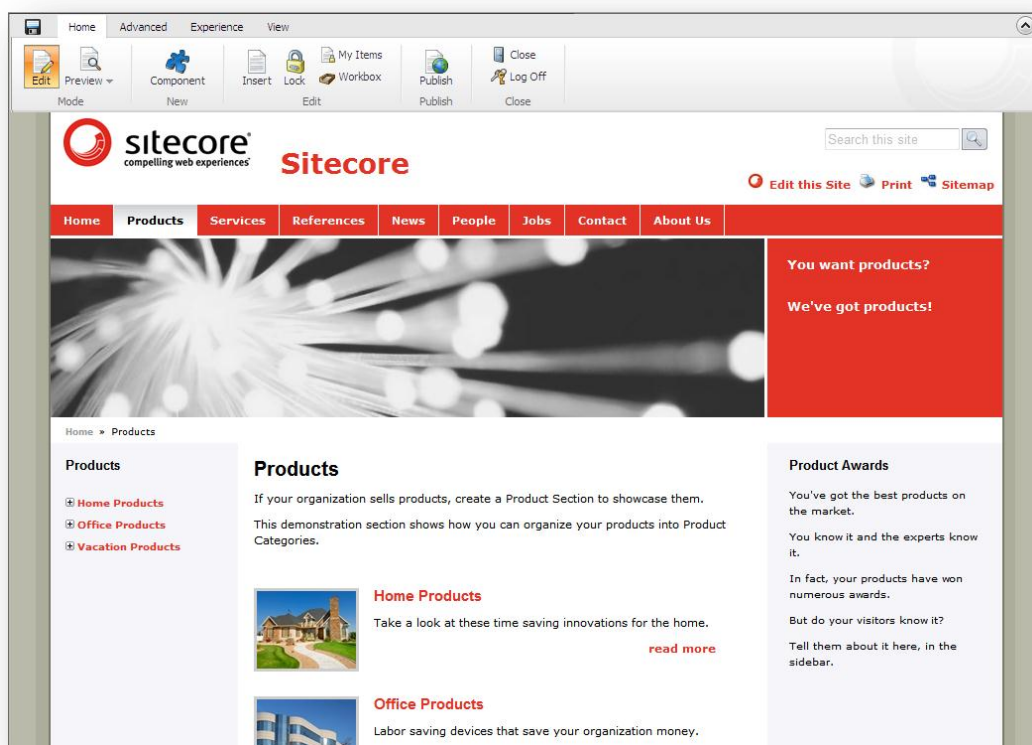 Home Advanced Experience View
Edit Preview Component Insert Lock My Items Workbox Publish Close Log Off
Mode New Edit Publish Close
sitecore®
compelling web experiences
Sitecore
Search this site
Edit this Site Print Sitemap
Home Products Services References News People Jobs Contact About Us
You want products?
We've got products!
Home » Products
Products
Home Products
Office Products
Vacation Products
Products
If your organization sells products, create a Product Section to showcase them.
This demonstration section shows how you can organize your products into Product
Categories.
Home Products
Take a look at these time saving innovations for the home.
read more
Office Products
Labor saving devices that save your organization money.
Product Awards
You've got the best products on
the market.
You know it and the experts know
it.
In fact, your products have won
numerous awards.
But do your visitors know it?
Tell them about it here, in the
sidebar.